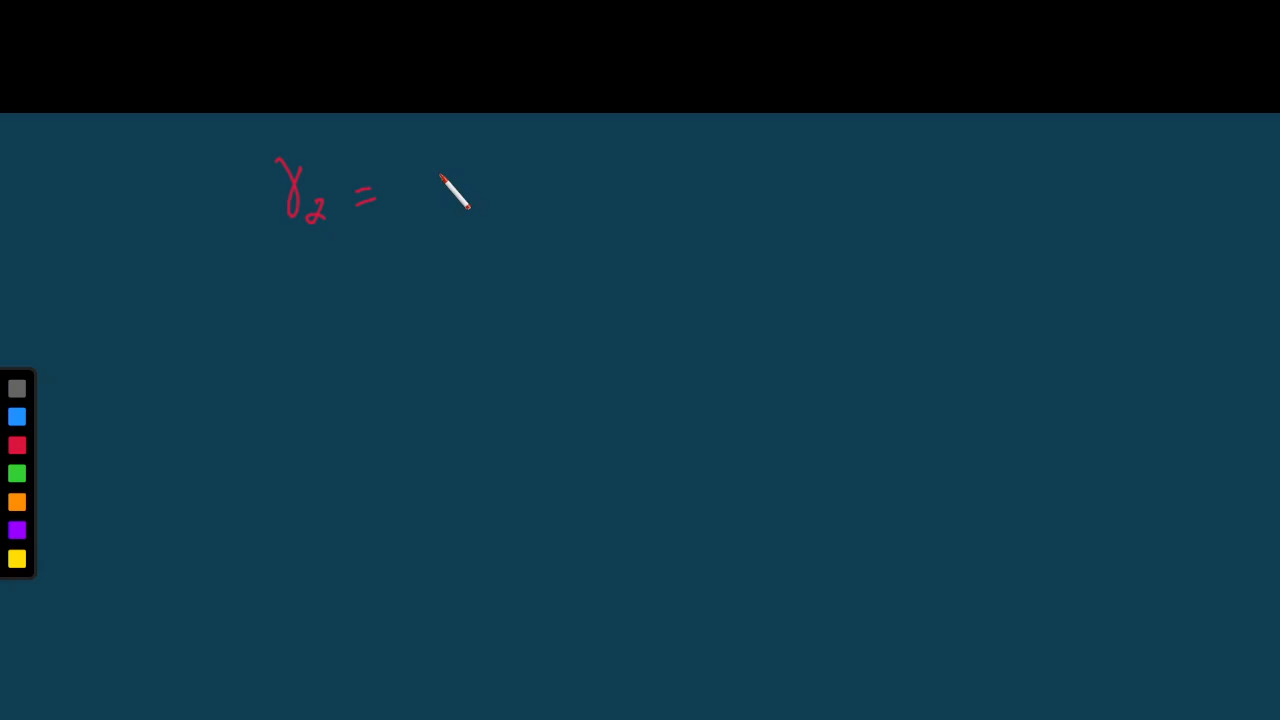 γ₂ =